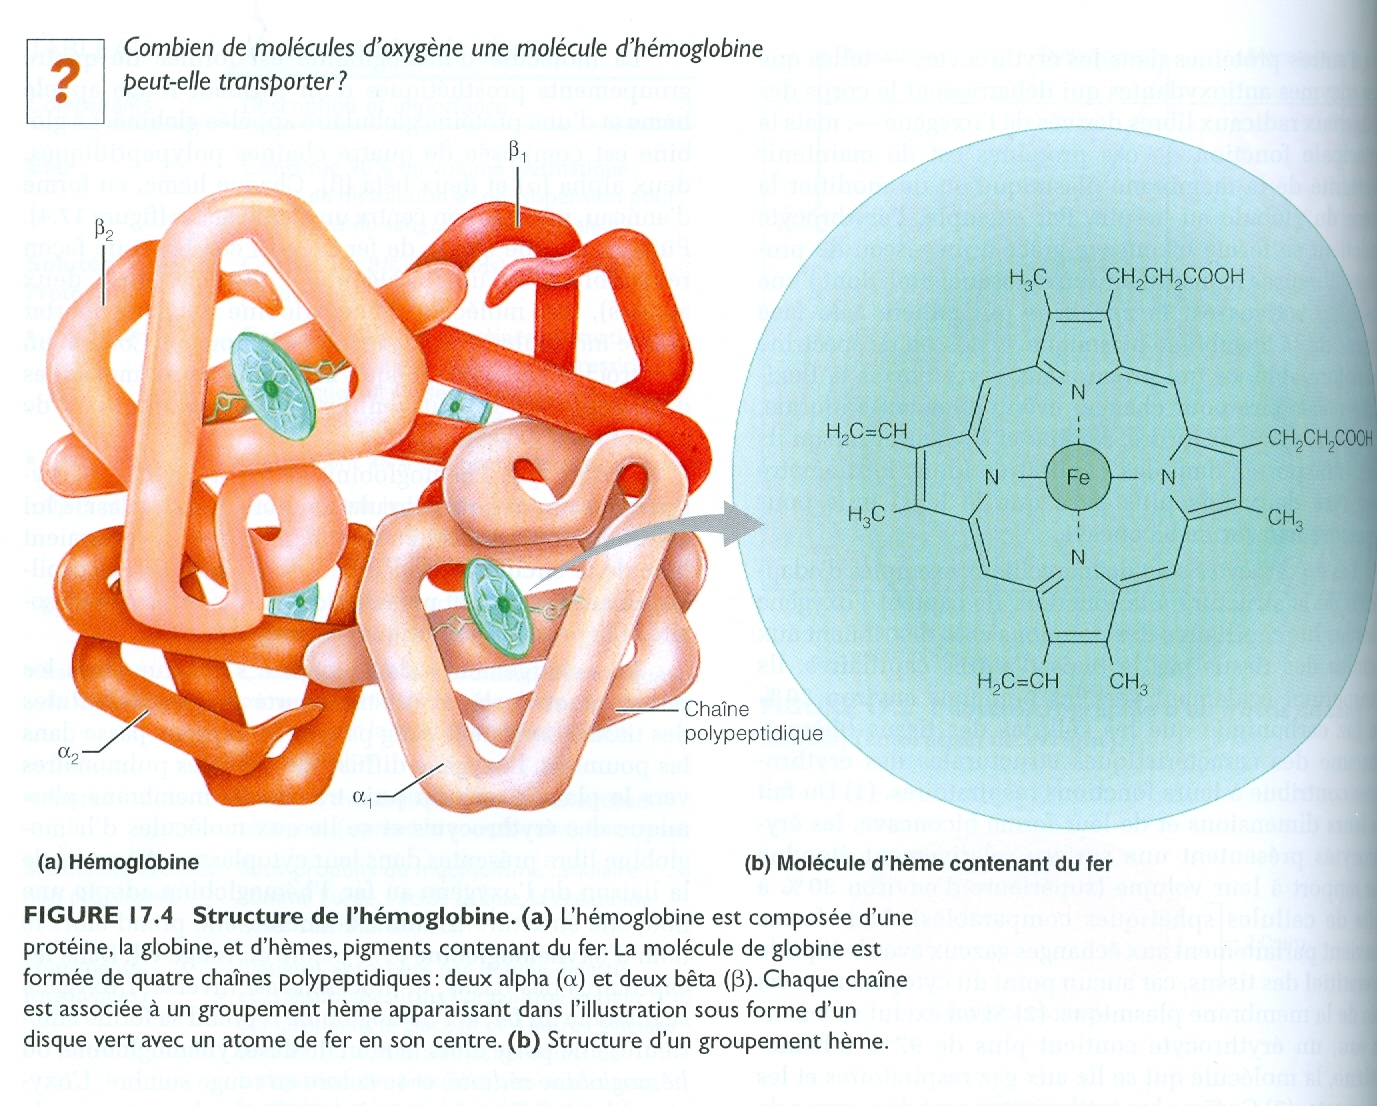 ?
Combien de molécules d'oxygène une molécule d'hémoglobine
peut-elle transporter?
β₁
β₂
H₃C
CH₂CH₂COOH
N
H₂C=CH
CH₂CH₂COOH
N
Fe
N
H₃C
CH₃
N
H₂C=CH
CH₃
Chaîne
polypeptidique
α₂
α₁
(a) Hémoglobine
(b) Molécule d'hème contenant du fer
FIGURE 17.4 Structure de l'hémoglobine. (a) L'hémoglobine est composée d'une
protéine, la globine, et d'hèmes, pigments contenant du fer. La molécule de globine est
formée de quatre chaînes polypeptidiques : deux alpha (α) et deux bêta (β). Chaque chaîne
est associée à un groupement hème apparaissant dans l'illustration sous forme d'un
disque vert avec un atome de fer en son centre. (b) Structure d'un groupement hème.